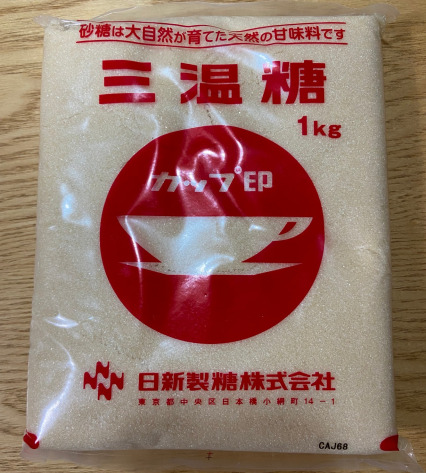 砂糖は大自然が育てた天然の甘味料です
三温糖
1kg
カップ印
日新製糖株式会社
東京都中央区日本橋小網町14-1
CAJ68